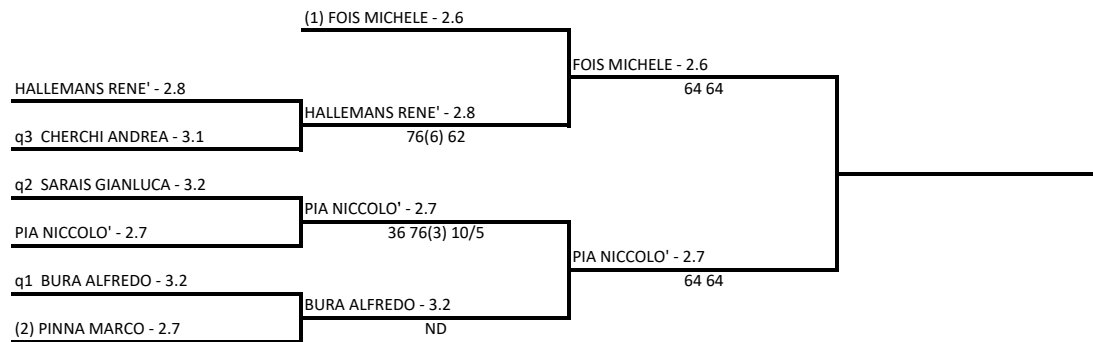 (1) FOIS MICHELE - 2.6
FOIS MICHELE - 2.6
64 64
HALLEMANS RENE' - 2.8
HALLEMANS RENE' - 2.8
q3 CHERCHI ANDREA - 3.1
76(6) 62
q2 SARAIS GIANLUCA - 3.2
PIA NICCOLO' - 2.7
PIA NICCOLO' - 2.7
36 76(3) 10/5
PIA NICCOLO' - 2.7
64 64
q1 BURA ALFREDO - 3.2
BURA ALFREDO - 3.2
(2) PINNA MARCO - 2.7
ND